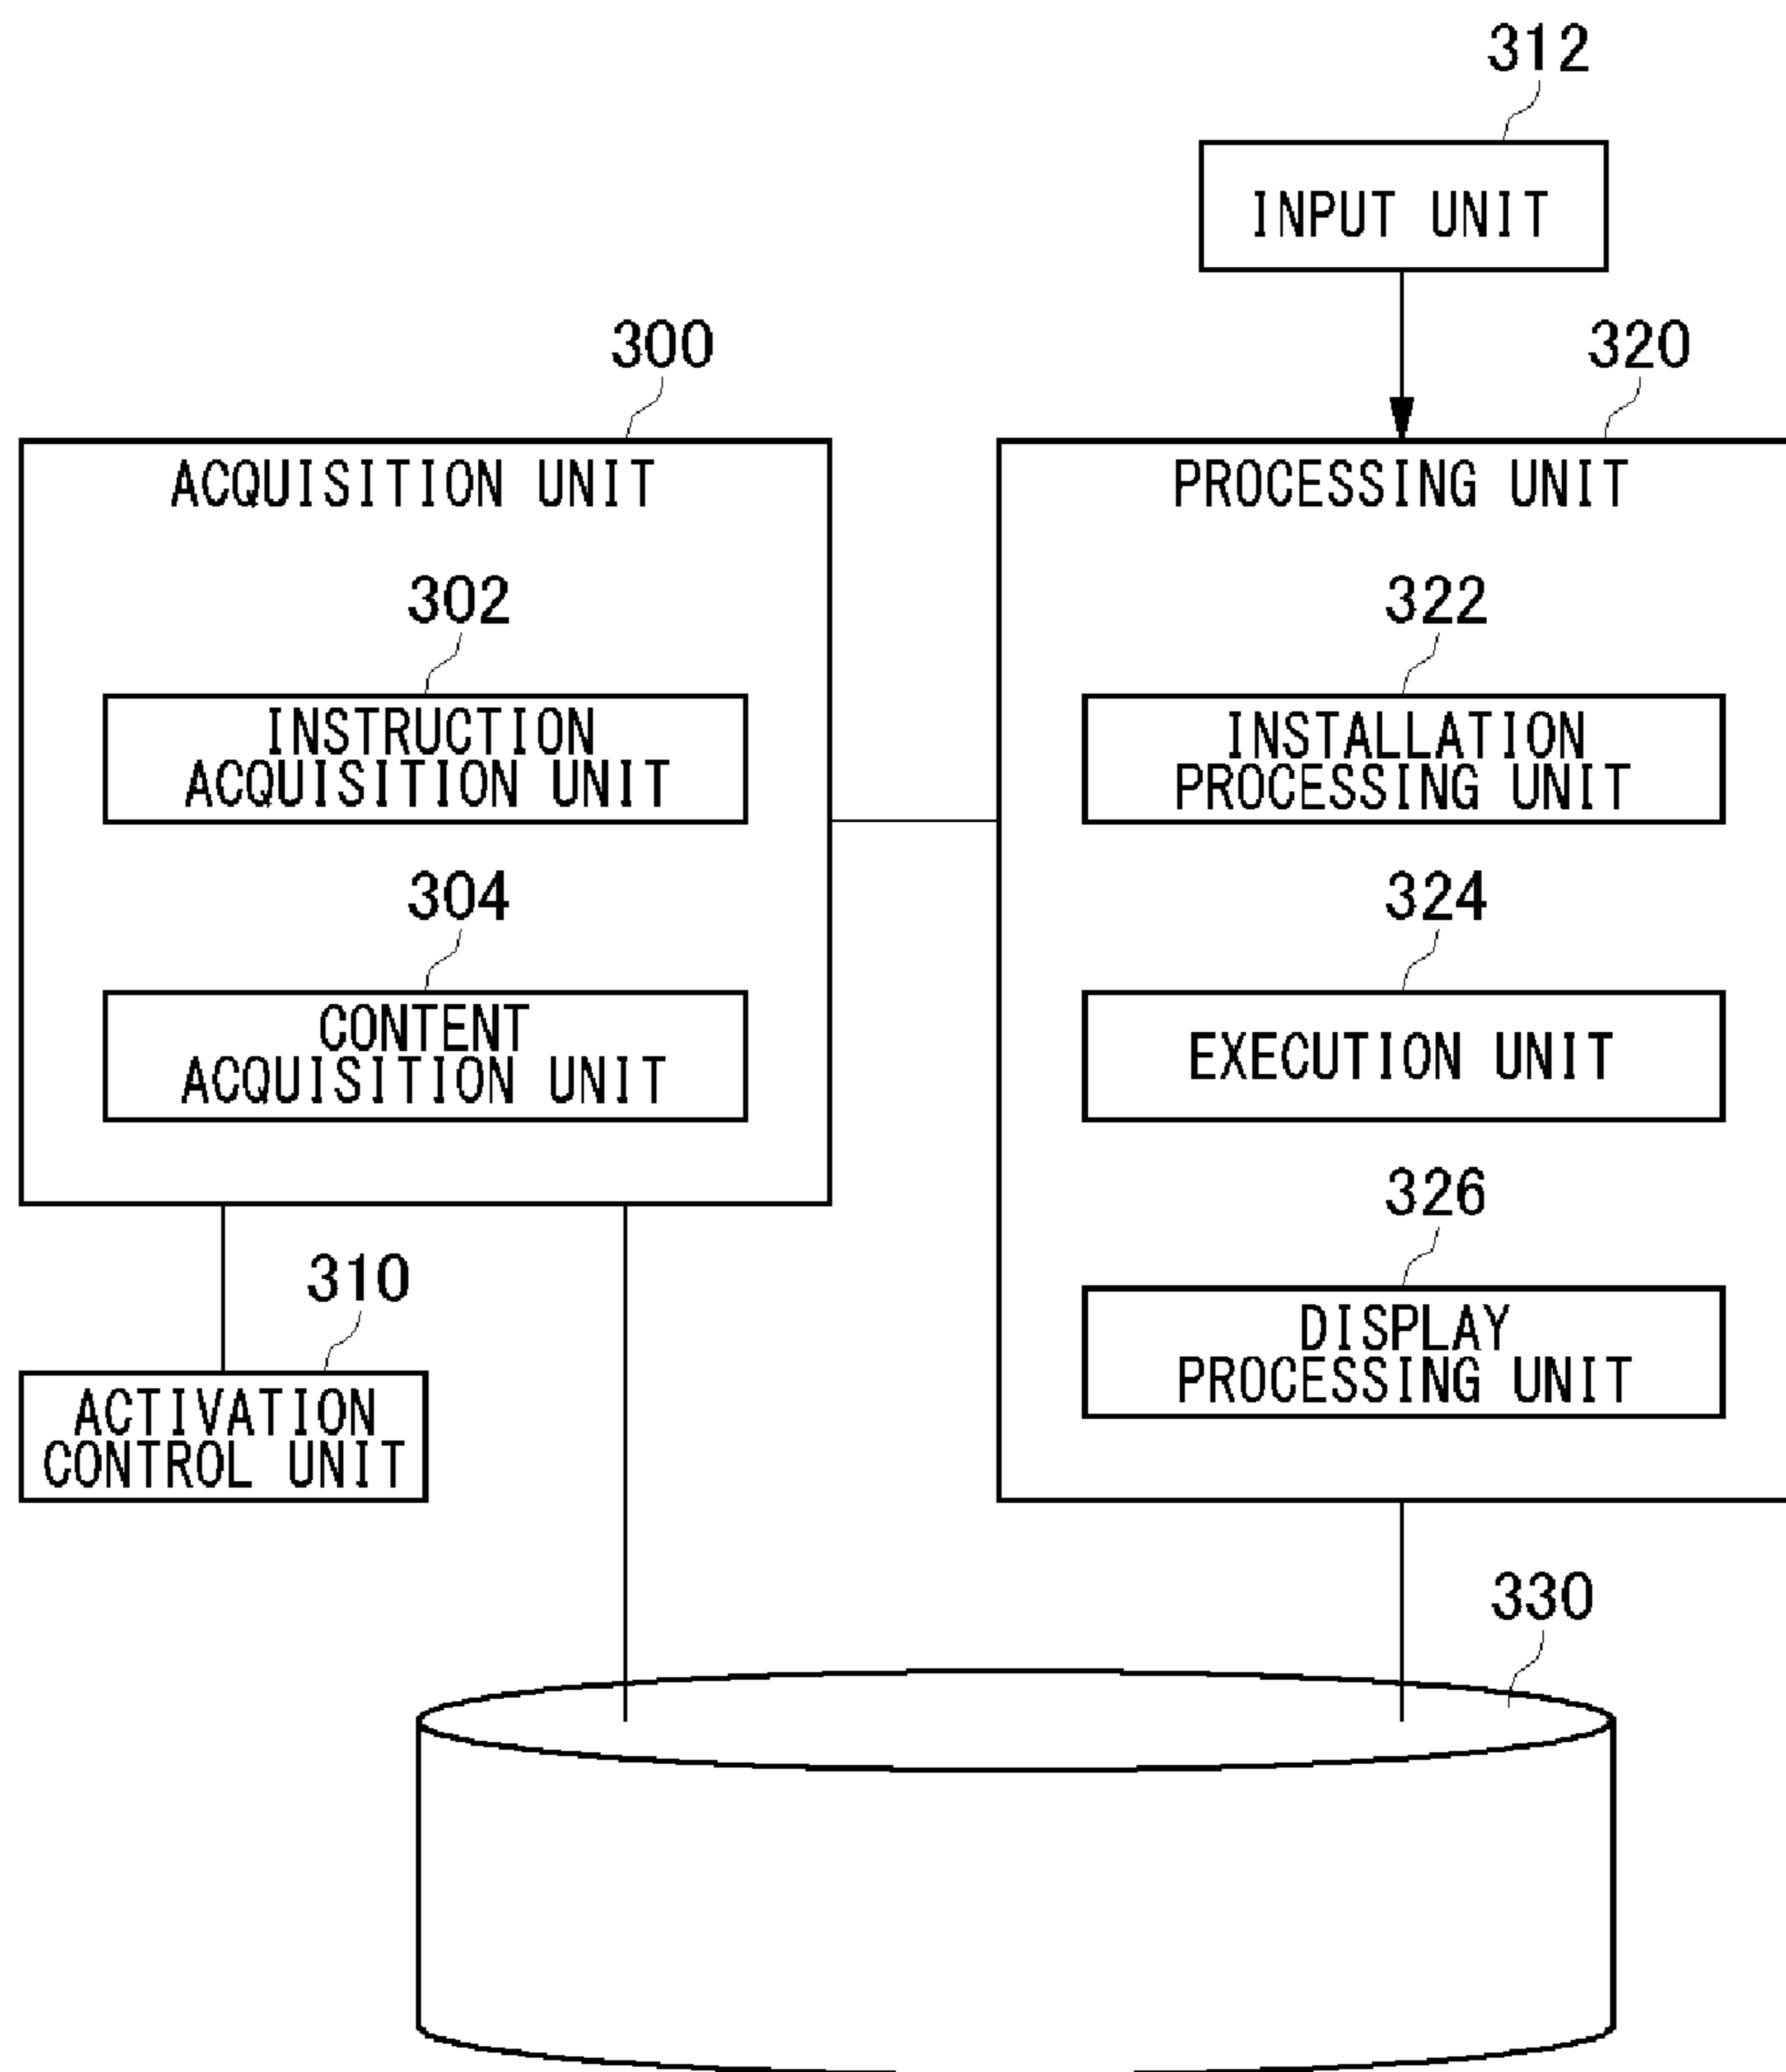 312
INPUT UNIT
300
320
ACQUISITION UNIT
PROCESSING UNIT
302
322
INSTRUCTION
ACQUISITION UNIT
INSTALLATION
PROCESSING UNIT
304
324
CONTENT
ACQUISITION UNIT
EXECUTION UNIT
326
310
DISPLAY
PROCESSING UNIT
ACTIVATION
CONTROL UNIT
330